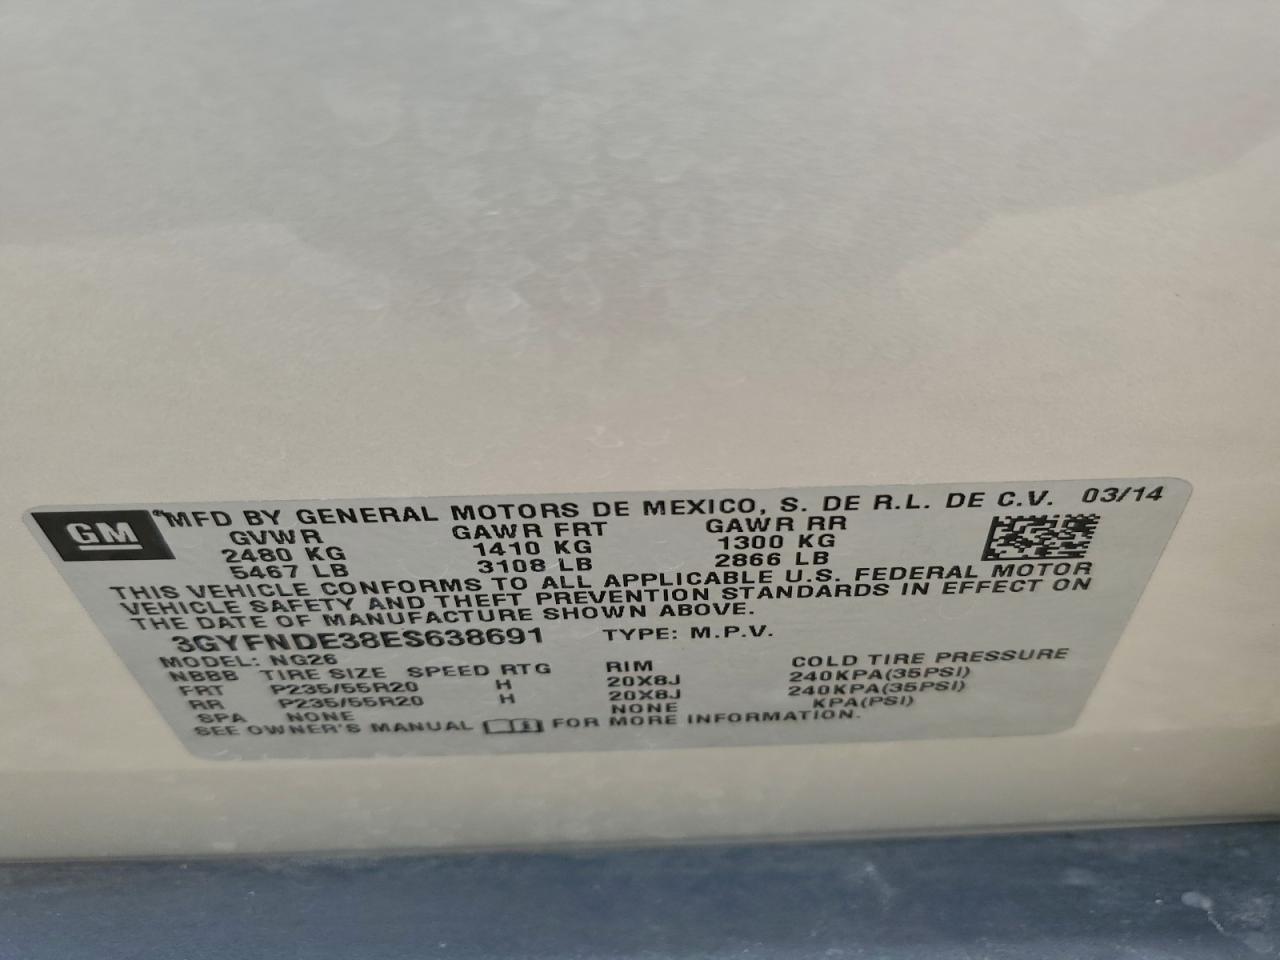 GM
MFD BY GENERAL MOTORS DE MEXICO, S. DE R.L. DE C.V. 03/14
GVWR GAWR FRT GAWR RR
2480 KG 1410 KG 1300 KG
5467 LB 3108 LB 2866 LB
THIS VEHICLE CONFORMS TO ALL APPLICABLE U.S. FEDERAL MOTOR
VEHICLE SAFETY AND THEFT PREVENTION STANDARDS IN EFFECT ON
THE DATE OF MANUFACTURE SHOWN ABOVE.
3GYFNDE38ES638691 TYPE: M.P.V.
MODEL: NG26
NBBB TIRE SIZE SPEED RTG RIM COLD TIRE PRESSURE
FRT P235/55R20 H 20X8J 240KPA(35PSI)
RR P235/55R20 H 20X8J 240KPA(35PSI)
SPA NONE NONE KPA(PSI)
SEE OWNER'S MANUAL FOR MORE INFORMATION.